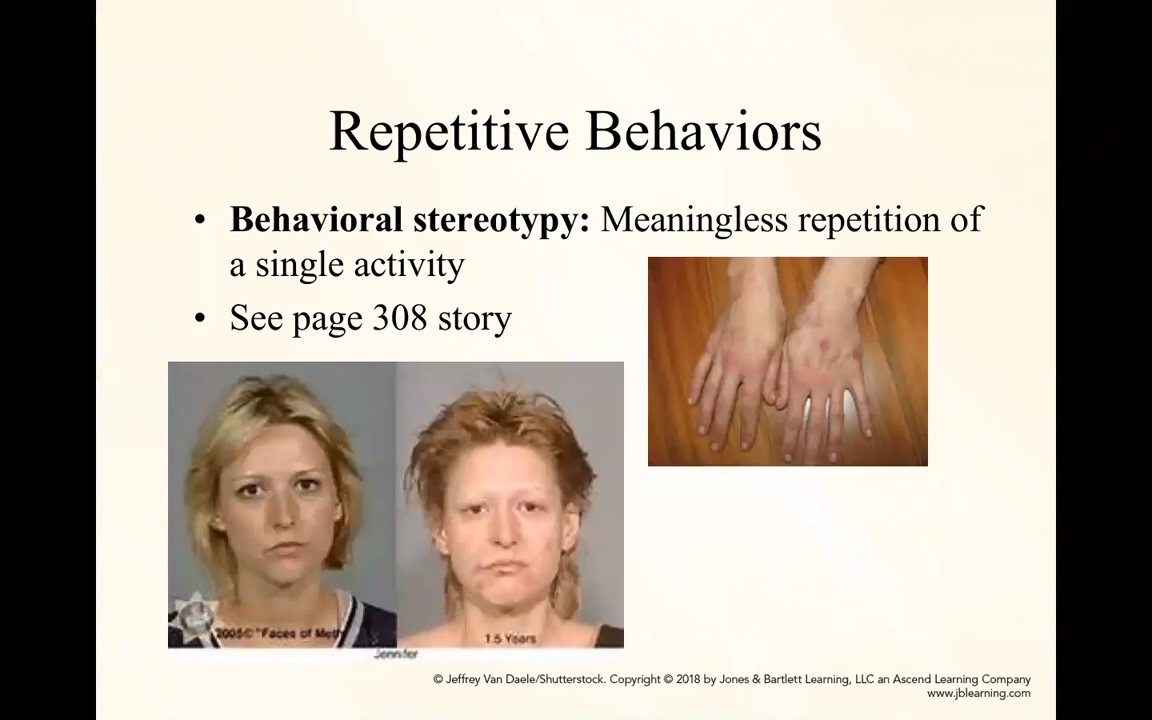 Repetitive Behaviors
• Behavioral stereotypy: Meaningless repetition of
a single activity
• See page 308 story
2005© "Faces of Meth
1.5 Years
Jennifer
© Jeffrey Van Daele/Shutterstock. Copyright © 2018 by Jones & Bartlett Learning, LLC an Ascend Learning Company
www.jblearning.com